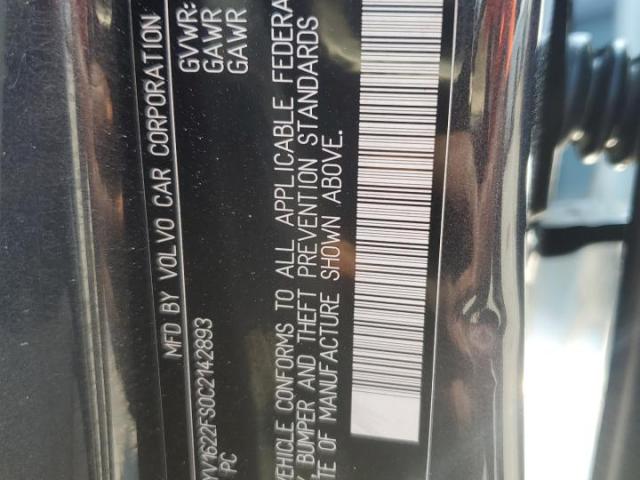 MFD BY VOLVO CAR CORPORATION
GVWR:
GAWR
GAWR
YV1622FS0C2142893
PC
VEHICLE CONFORMS TO ALL APPLICABLE FEDERA
BUMPER AND THEFT PREVENTION STANDARDS
TE OF MANUFACTURE SHOWN ABOVE.